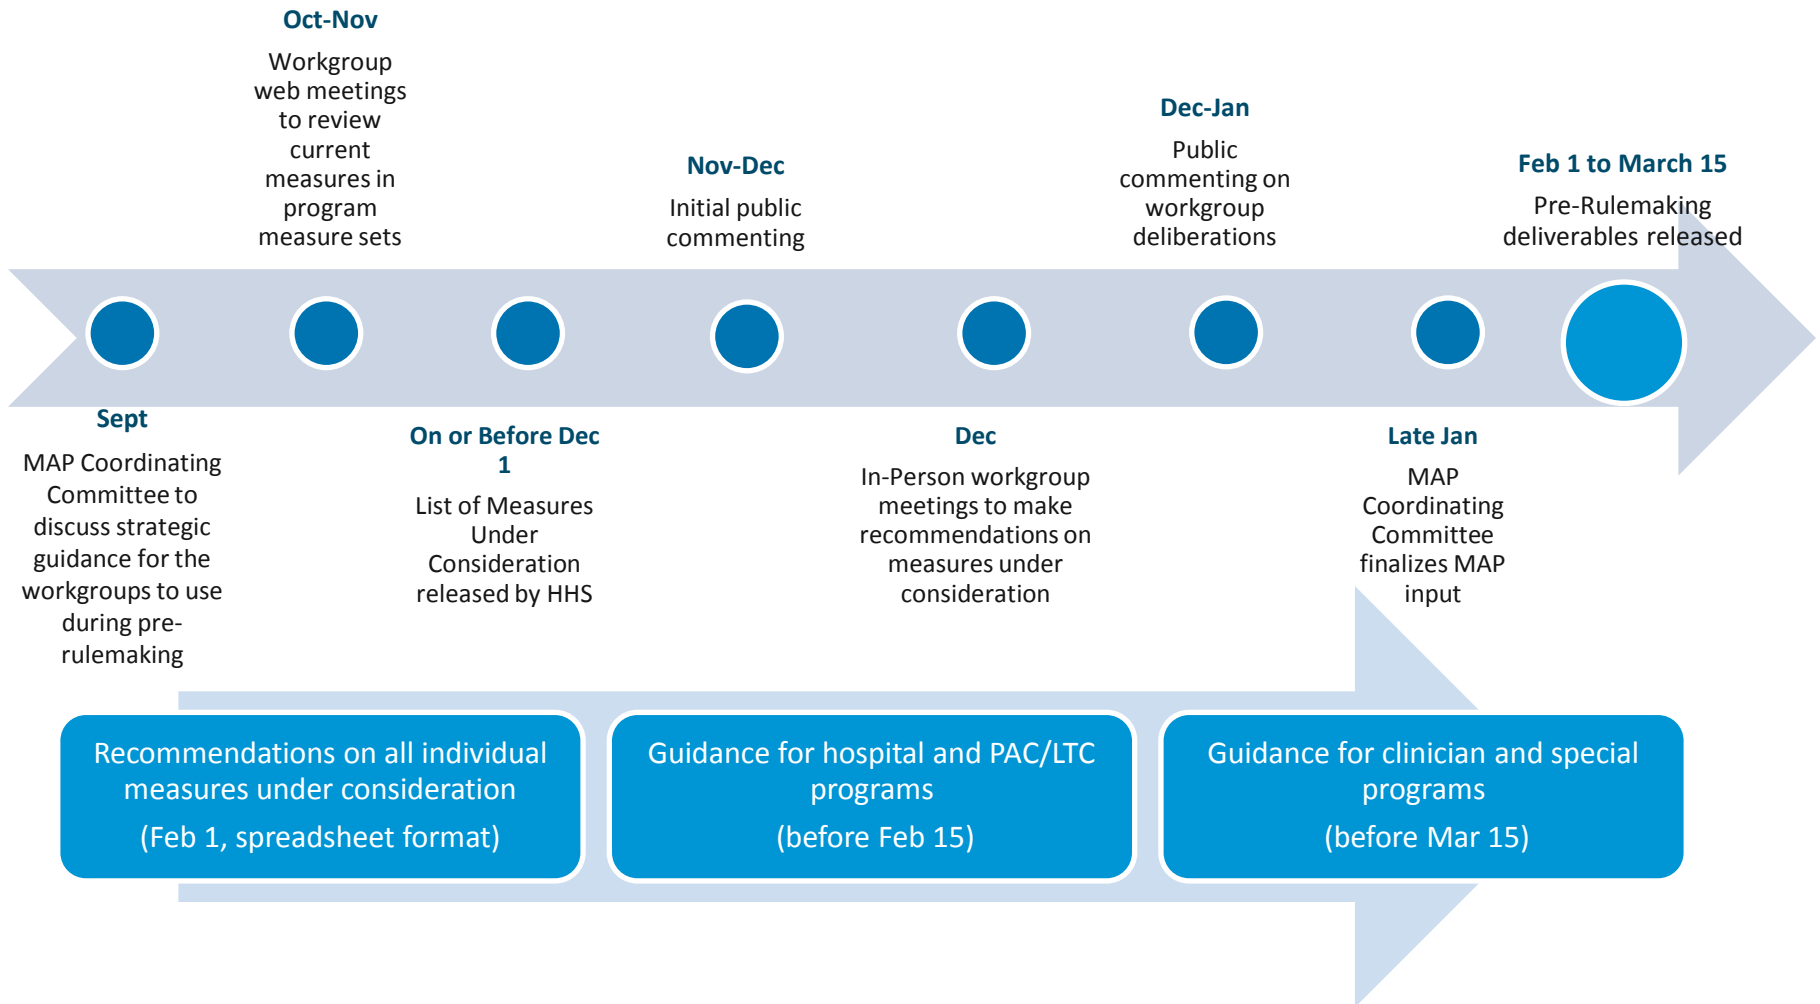 Oct-Nov
Workgroup
web meetings
to review
current
measures in
program
measure sets
Nov-Dec
Initial public
commenting
Dec-Jan
Public
commenting on
workgroup
deliberations
Feb 1 to March 15
Pre-Rulemaking
deliverables released
Sept
MAP Coordinating
Committee to
discuss strategic
guidance for the
workgroups to use
during pre-
rulemaking
On or Before Dec
1
List of Measures
Under
Consideration
released by HHS
Dec
In-Person workgroup
meetings to make
recommendations on
measures under
consideration
Late Jan
MAP
Coordinating
Committee
finalizes MAP
input
Recommendations on all individual
measures under consideration
(Feb 1, spreadsheet format)
Guidance for hospital and PAC/LTC
programs
(before Feb 15)
Guidance for clinician and special
programs
(before Mar 15)